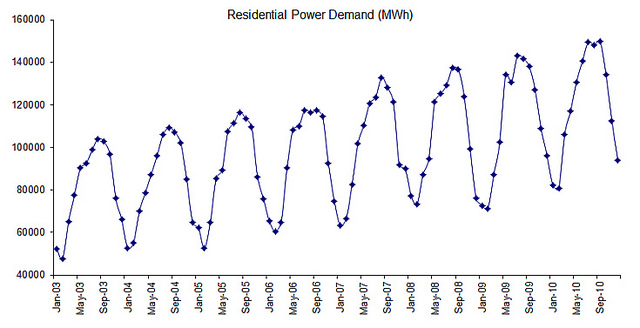 Residential Power Demand (MWh)
160000
140000
120000
100000
80000
60000
40000
Jan-03
May-03
Sep-03
Jan-04
May-04
Sep-04
Jan-05
May-05
Sep-05
Jan-06
May-06
Sep-06
Jan-07
May-07
Sep-07
Jan-08
May-08
Sep-08
Jan-09
May-09
Sep-09
Jan-10
May-10
Sep-10